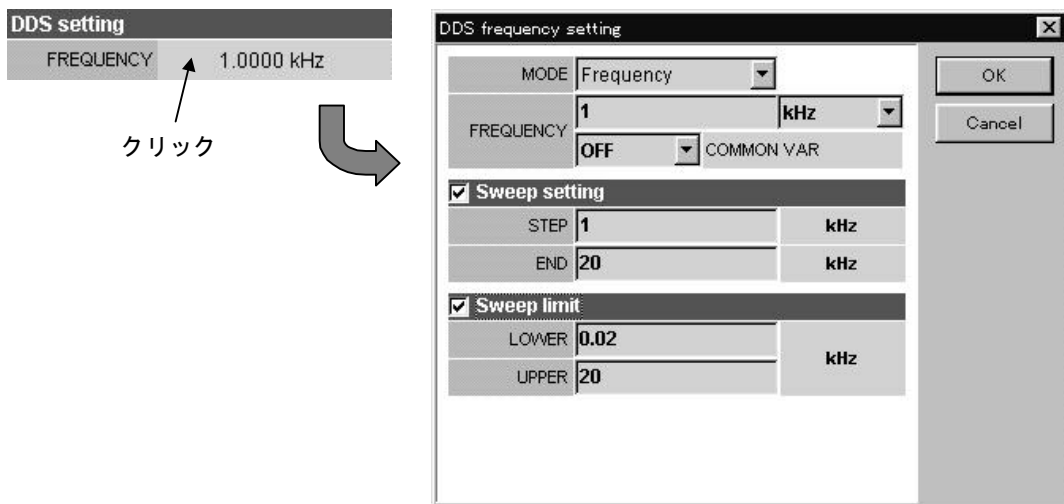 DDS setting
FREQUENCY 1.0000 kHz
クリック
DDS frequency setting
MODE Frequency
OK
FREQUENCY 1 kHz
Cancel
OFF COMMON VAR
Sweep setting
STEP 1 kHz
END 20 kHz
Sweep limit
LOWER 0.02
kHz
UPPER 20